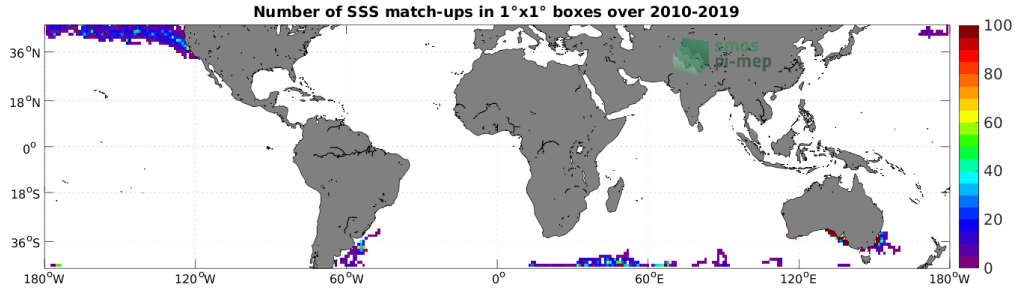 Number of SSS match-ups in 1°x1° boxes over 2010-2019
smos
pi-mep
36°N
18°N
0°
18°S
36°S
180°W
120°W
60°W
0°
60°E
120°E
180°W
100
80
60
40
20
0